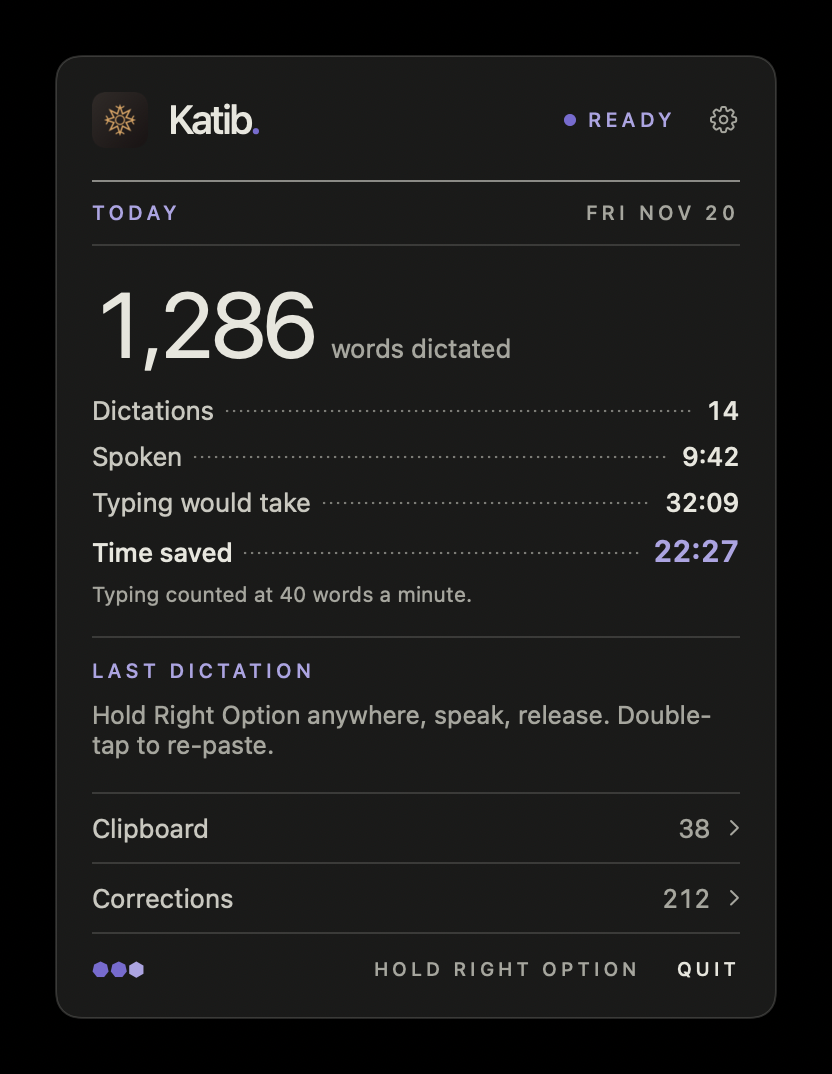 Katib.
READY
TODAY
FRI NOV 20
1,286 words dictated
Dictations 14
Spoken 9:42
Typing would take 32:09
Time saved 22:27
Typing counted at 40 words a minute.
LAST DICTATION
Hold Right Option anywhere, speak, release. Double-
tap to re-paste.
Clipboard 38
Corrections 212
HOLD RIGHT OPTION
QUIT